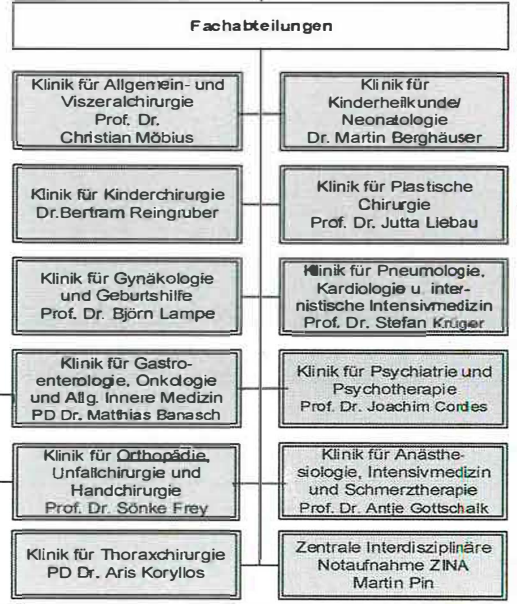 Fachabteilungen
Klinik für Allgemein- und
Viszeralchirurgie
Prof. Dr.
Christian Möbius
Klinik für
Kinderheilkunde/
Neonatologie
Dr. Martin Berghäuser
Klinik für Kinderchirurgie
Dr.Bertram Reingruber
Klinik für Plastische
Chirurgie
Prof. Dr. Jutta Liebau
Klinik für Gynäkologie
und Geburtshilfe
Prof. Dr. Björn Lampe
Klinik für Pneumologie,
Kardiologie u. inter-
nistische Intensivmedizin
Prof. Dr. Stefan Krüger
Klinik für Gastro-
enterologie, Onkologie
und Allg. Innere Medizin
PD Dr. Matthias Banasch
Klinik für Psychiatrie und
Psychotherapie
Prof. Dr. Joachim Cordes
Klinik für Orthopädie,
Unfallchirurgie und
Handchirurgie
Prof. Dr. Sönke Frey
Klinik für Anästhe-
siologie, Intensivmedizin
und Schmerztherapie
Prof. Dr. Antje Gottschalk
Klinik für Thoraxchirurgie
PD Dr. Aris Koryllos
Zentrale Interdisziplinäre
Notaufnahme ZINA
Martin Pin